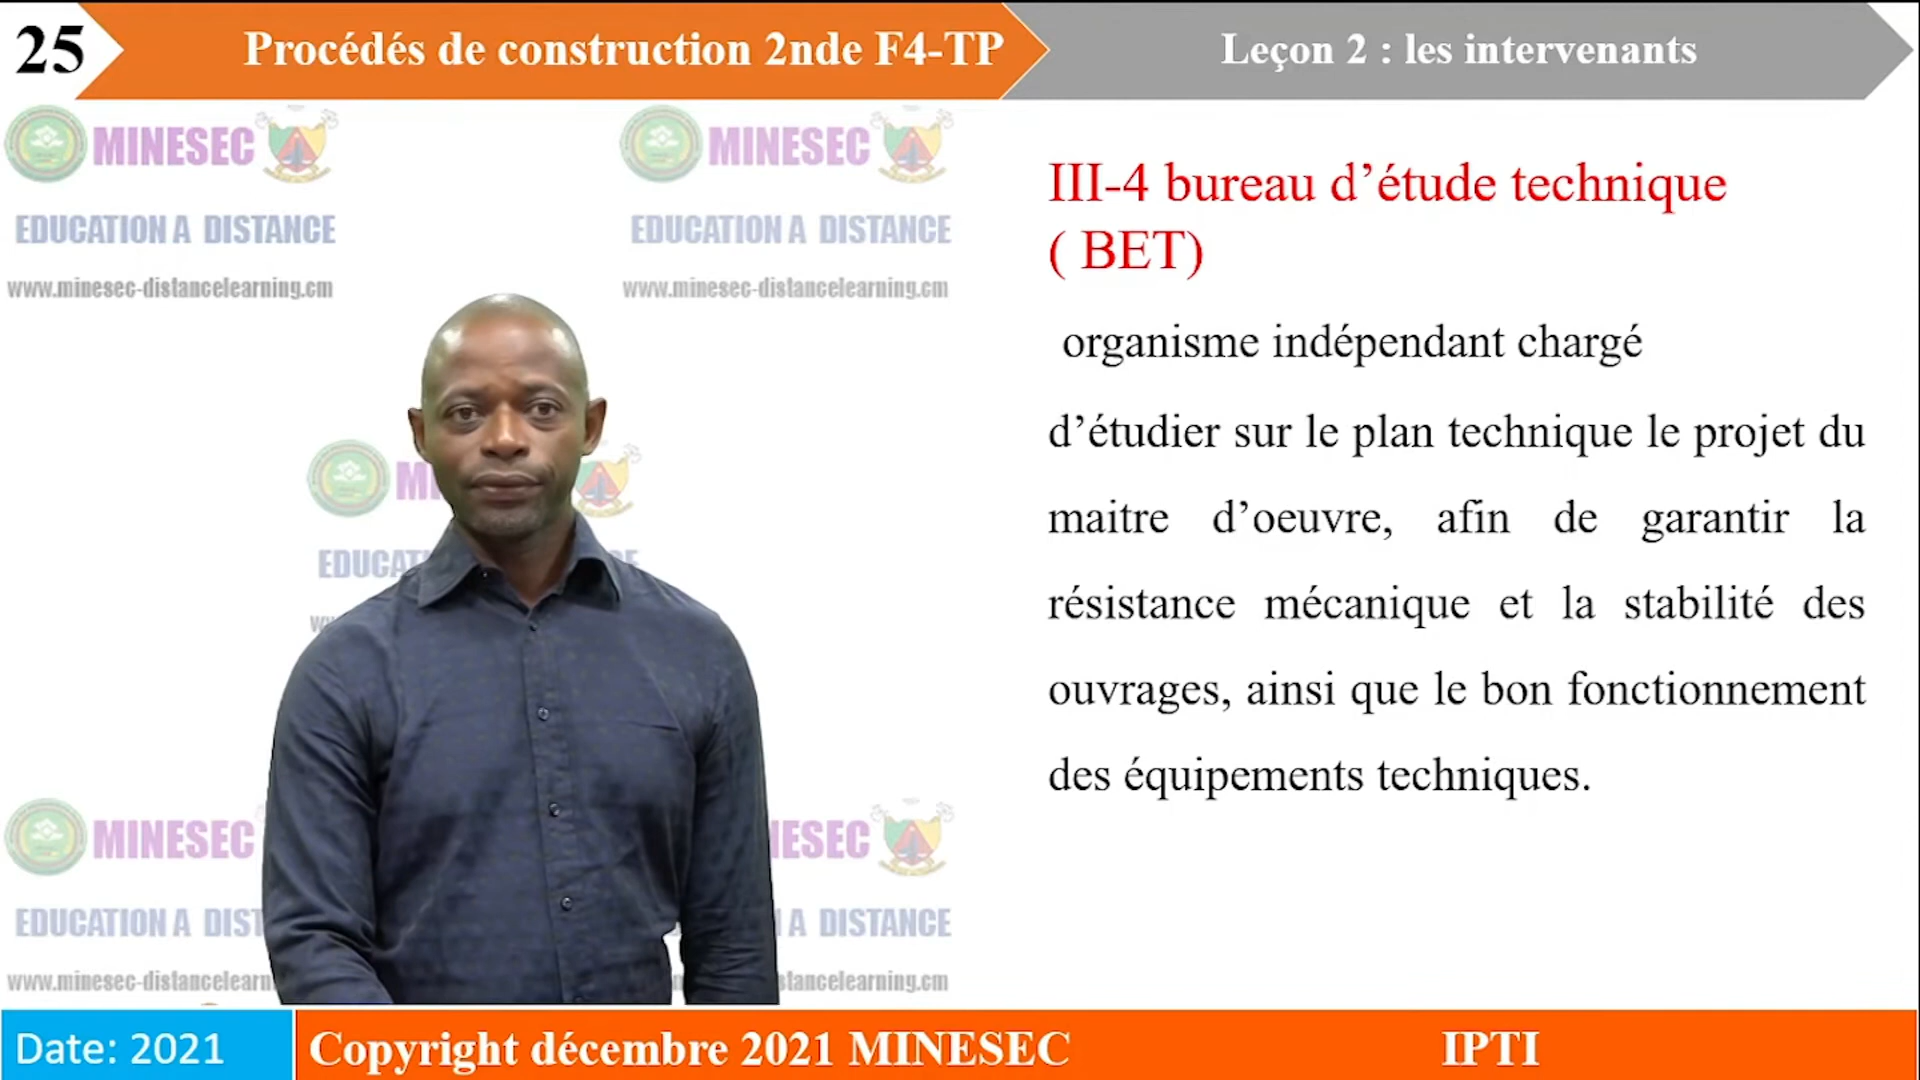 25
Procédés de construction 2nde F4-TP
Leçon 2 : les intervenants
MINESEC
MINESEC
EDUCATION A DISTANCE
EDUCATION A DISTANCE
www.minesec-distancelearning.cm
www.minesec-distancelearning.cm
III-4 bureau d’étude technique
( BET)
organisme indépendant chargé
d’étudier sur le plan technique le projet du
maitre d’oeuvre, afin de garantir la
résistance mécanique et la stabilité des
ouvrages, ainsi que le bon fonctionnement
des équipements techniques.
MINESEC
EDUCATION A DISTANCE
Date: 2021
Copyright décembre 2021 MINESEC
IPTI